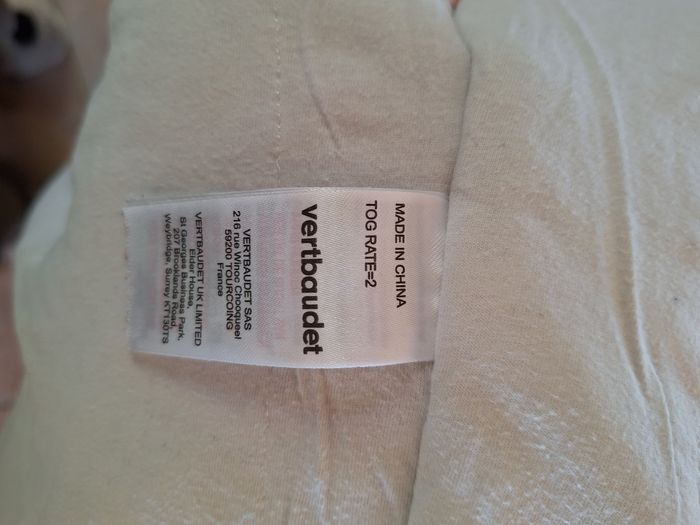 MADE IN CHINA
TOG RATE=2
vertbaudet
VERTBAUDET SAS
216 rue Winoc Chocqueel
59200 TOURCOING
France
VERTBAUDET UK LIMITED
Elder House,
St Georges Business Park,
207 Brooklands Road,
Weybridge, Surrey KT130TS